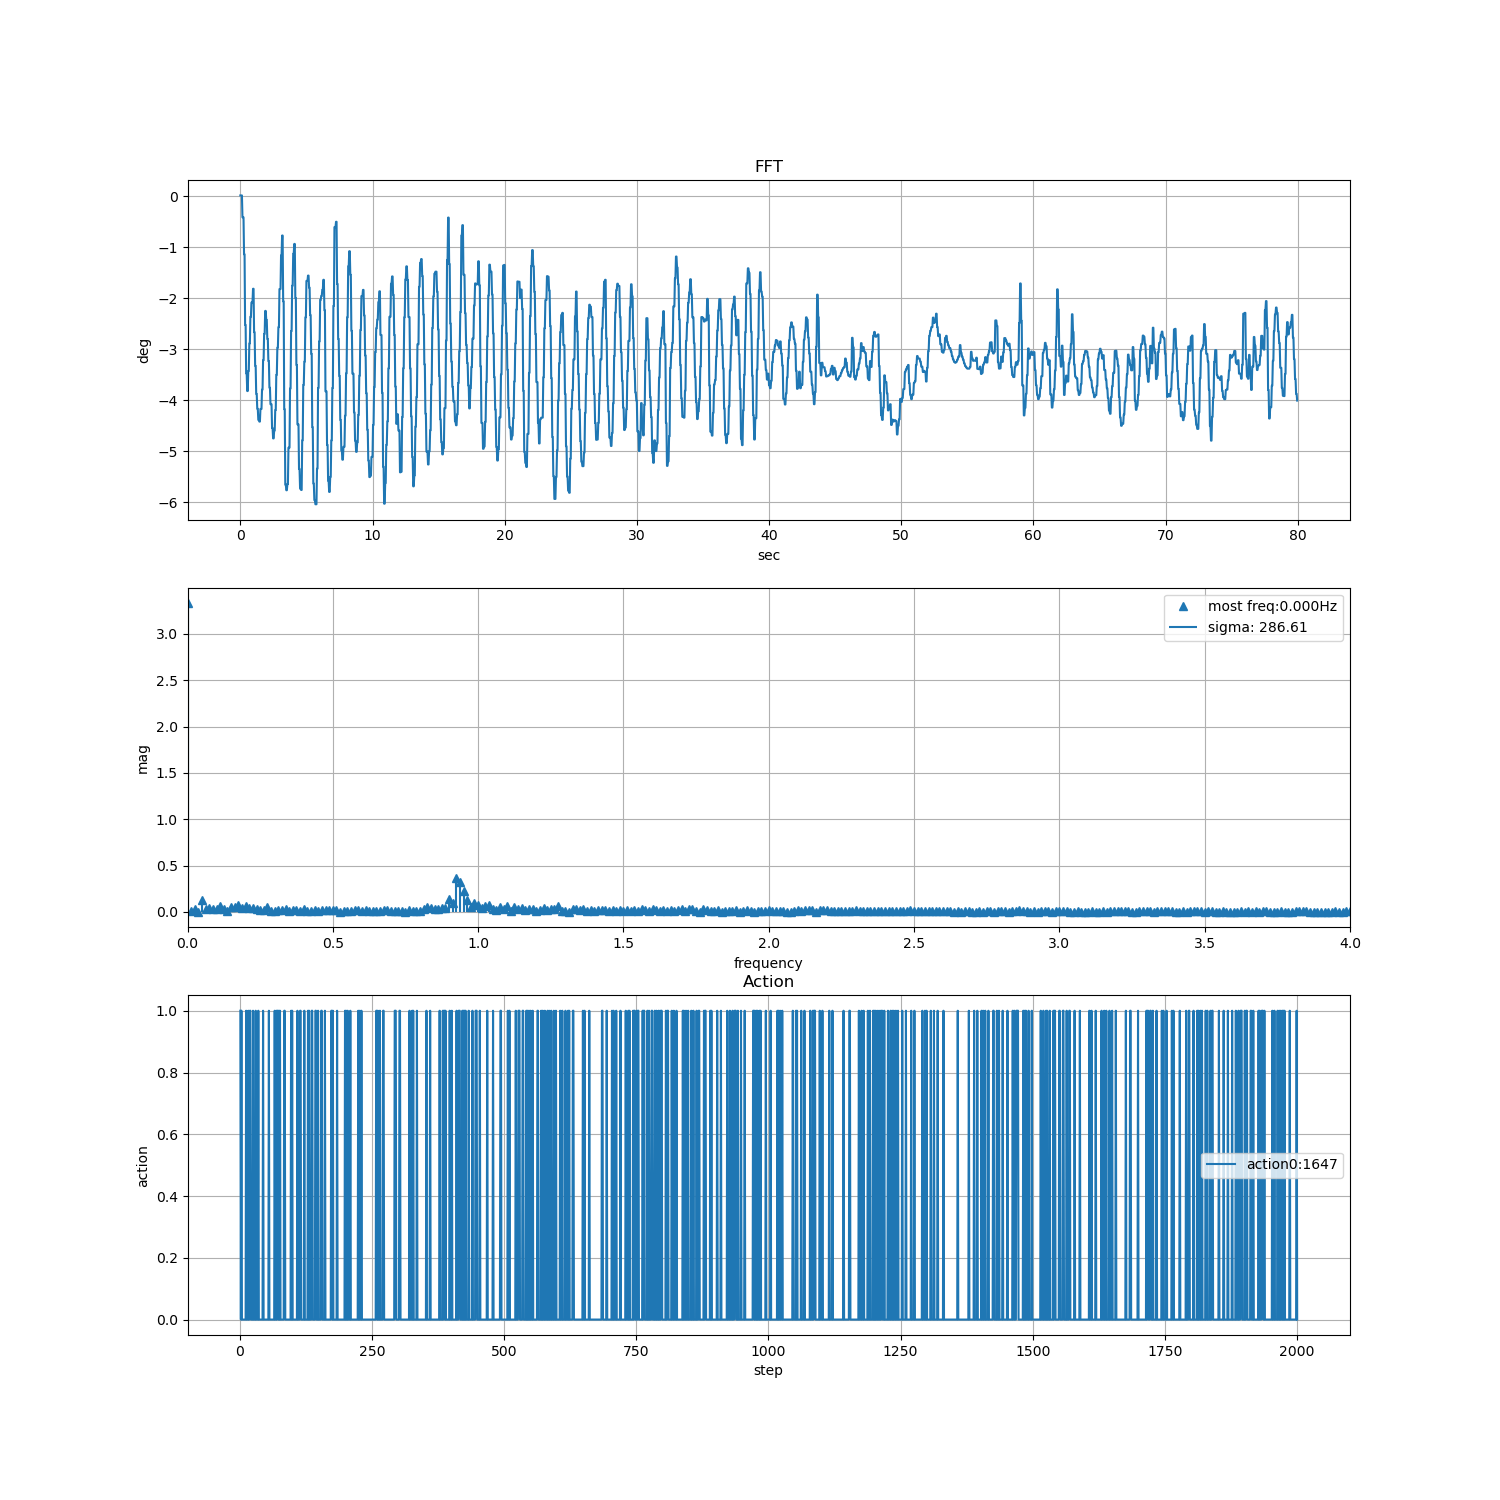 FFT
0
−1
−2
−3
−4
−5
−6
deg
0 10 20 30 40 50 60 70 80
sec
most freq:0.000Hz
sigma: 286.61
3.0
2.5
2.0
1.5
1.0
0.5
0.0
mag
0.0 0.5 1.0 1.5 2.0 2.5 3.0 3.5 4.0
frequency
Action
1.0
0.8
0.6
0.4
0.2
0.0
action
action0:1647
0 250 500 750 1000 1250 1500 1750 2000
step